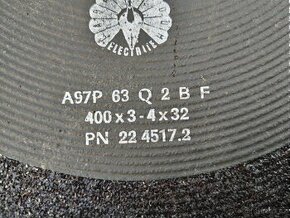 ELECTRITE
A97P 63 Q 2 B F
400 x 3-4 x 32
PN 22 4517.2